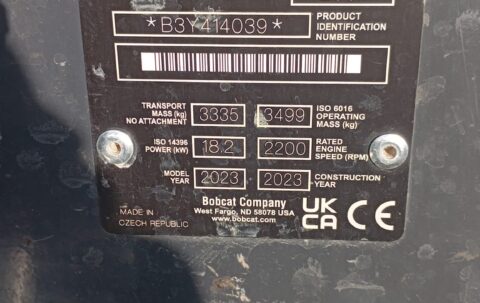 *B3Y414039*
PRODUCT
IDENTIFICATION
NUMBER
TRANSPORT
MASS (kg)
NO ATTACHMENT
3335
3499
ISO 6016
OPERATING
MASS (kg)
ISO 14396
POWER (kW)
18.2
2200
RATED
ENGINE
SPEED (RPM)
MODEL
YEAR
2023
2023
CONSTRUCTION
YEAR
MADE IN
CZECH REPUBLIC
Bobcat Company
West Fargo, ND 58078 USA
www.bobcat.com
UK
CA
CE